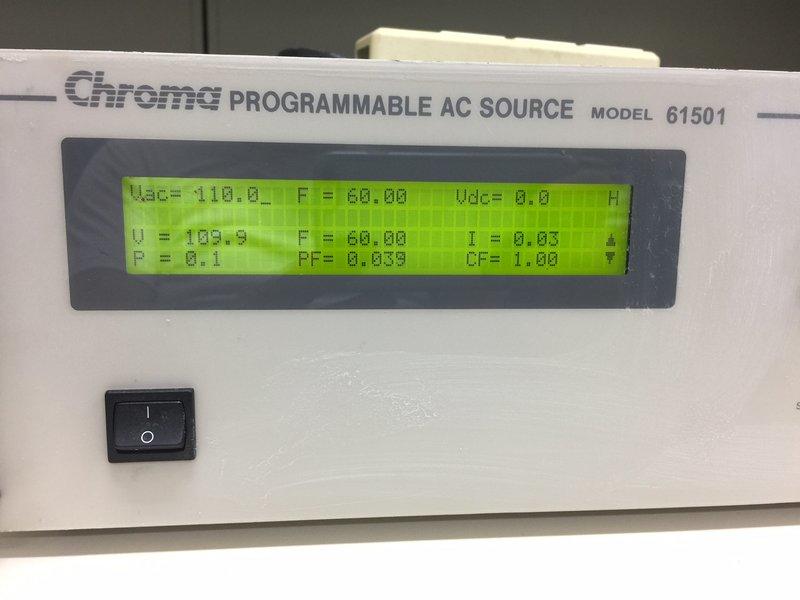 Chroma PROGRAMMABLE AC SOURCE MODEL 61501
Vac= 110.0_ F = 60.00 Vdc= 0.0 H
V = 109.9 F = 60.00 I = 0.03
P = 0.1 PF= 0.039 CF= 1.00
I
O